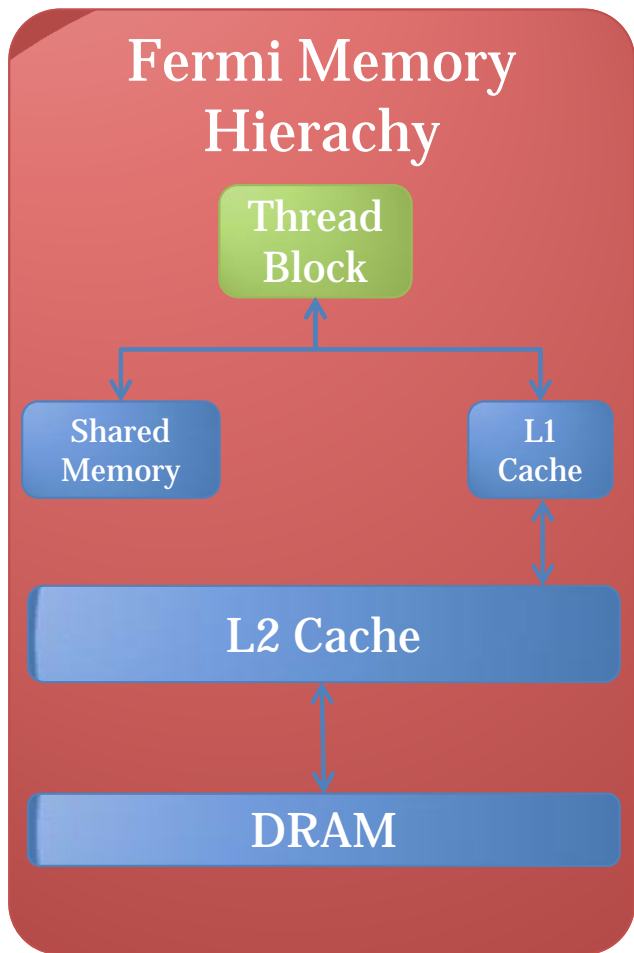 Fermi Memory
Hierachy
Thread
Block
Shared
Memory
L1
Cache
L2 Cache
DRAM